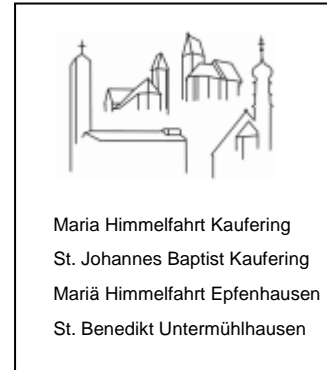 Maria Himmelfahrt Kaufering
St. Johannes Baptist Kaufering
Mariä Himmelfahrt Epfenhausen
St. Benedikt Untermühlhausen